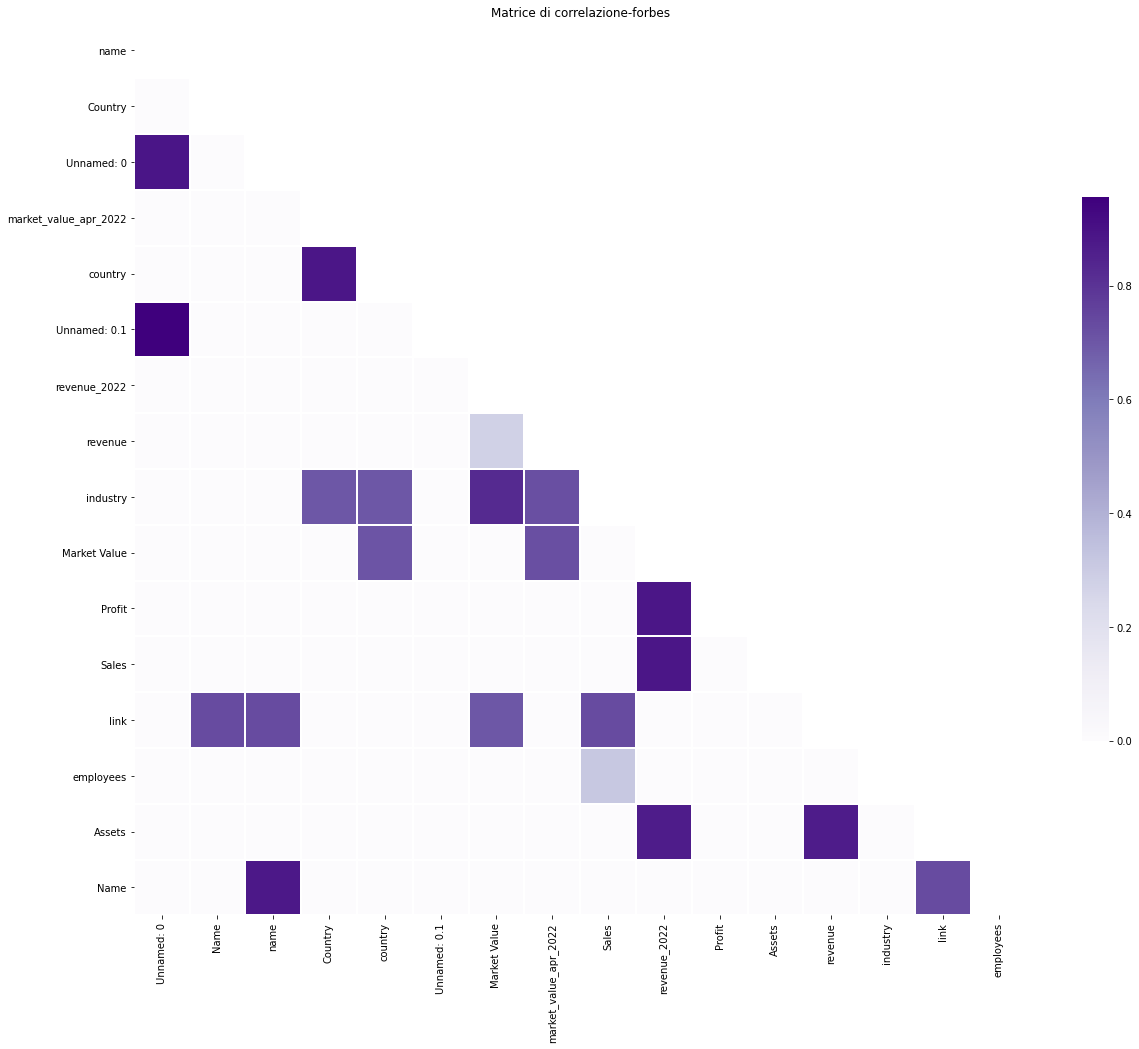 Matrice di correlazione-forbes
name
Country
Unnamed: 0
market_value_apr_2022
country
Unnamed: 0.1
revenue_2022
revenue
industry
Market Value
Profit
Sales
link
employees
Assets
Name
Unnamed: 0
Name
name
Country
country
Unnamed: 0.1
Market Value
market_value_apr_2022
Sales
revenue_2022
Profit
Assets
revenue
industry
link
employees
0.8
0.6
0.4
0.2
0.0